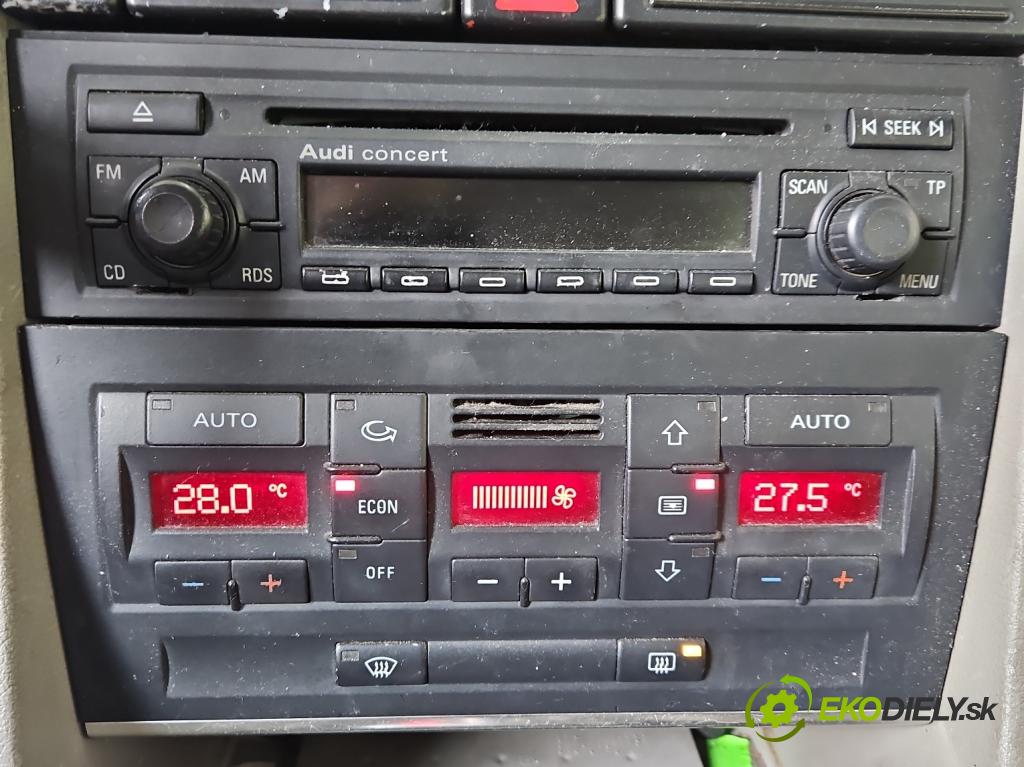 SEEK
Audi concert
FM AM
SCAN TP
CD RDS
TONE MENU
AUTO AUTO
28.0 °C
ECON
27.5 °C
OFF
− + − + − +
EKODIELY.sk